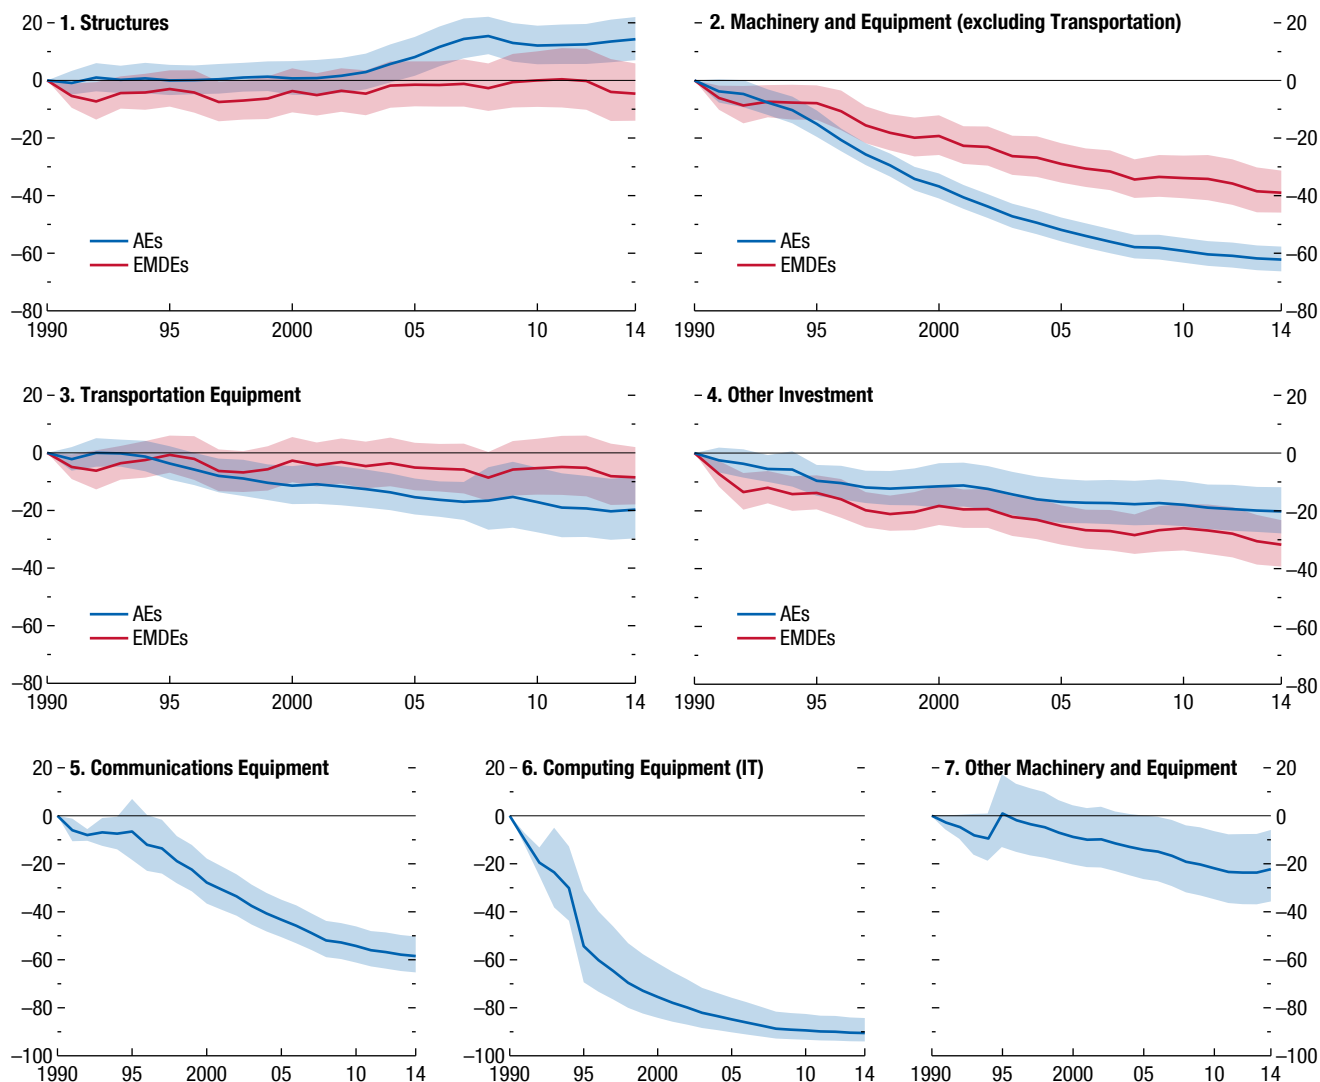 1. Structures
20
0
–20
–40
–60
–80
AEs
EMDEs
1990 95 2000 05 10 14
2. Machinery and Equipment (excluding Transportation)
20
0
–20
–40
–60
–80
AEs
EMDEs
1990 95 2000 05 10 14
3. Transportation Equipment
20
0
–20
–40
–60
–80
AEs
EMDEs
1990 95 2000 05 10 14
4. Other Investment
20
0
–20
–40
–60
–80
AEs
EMDEs
1990 95 2000 05 10 14
5. Communications Equipment
20
0
–20
–40
–60
–80
–100
1990 95 2000 05 10 14
6. Computing Equipment (IT)
20
0
–20
–40
–60
–80
–100
1990 95 2000 05 10 14
7. Other Machinery and Equipment
20
0
–20
–40
–60
–80
–100
1990 95 2000 05 10 14